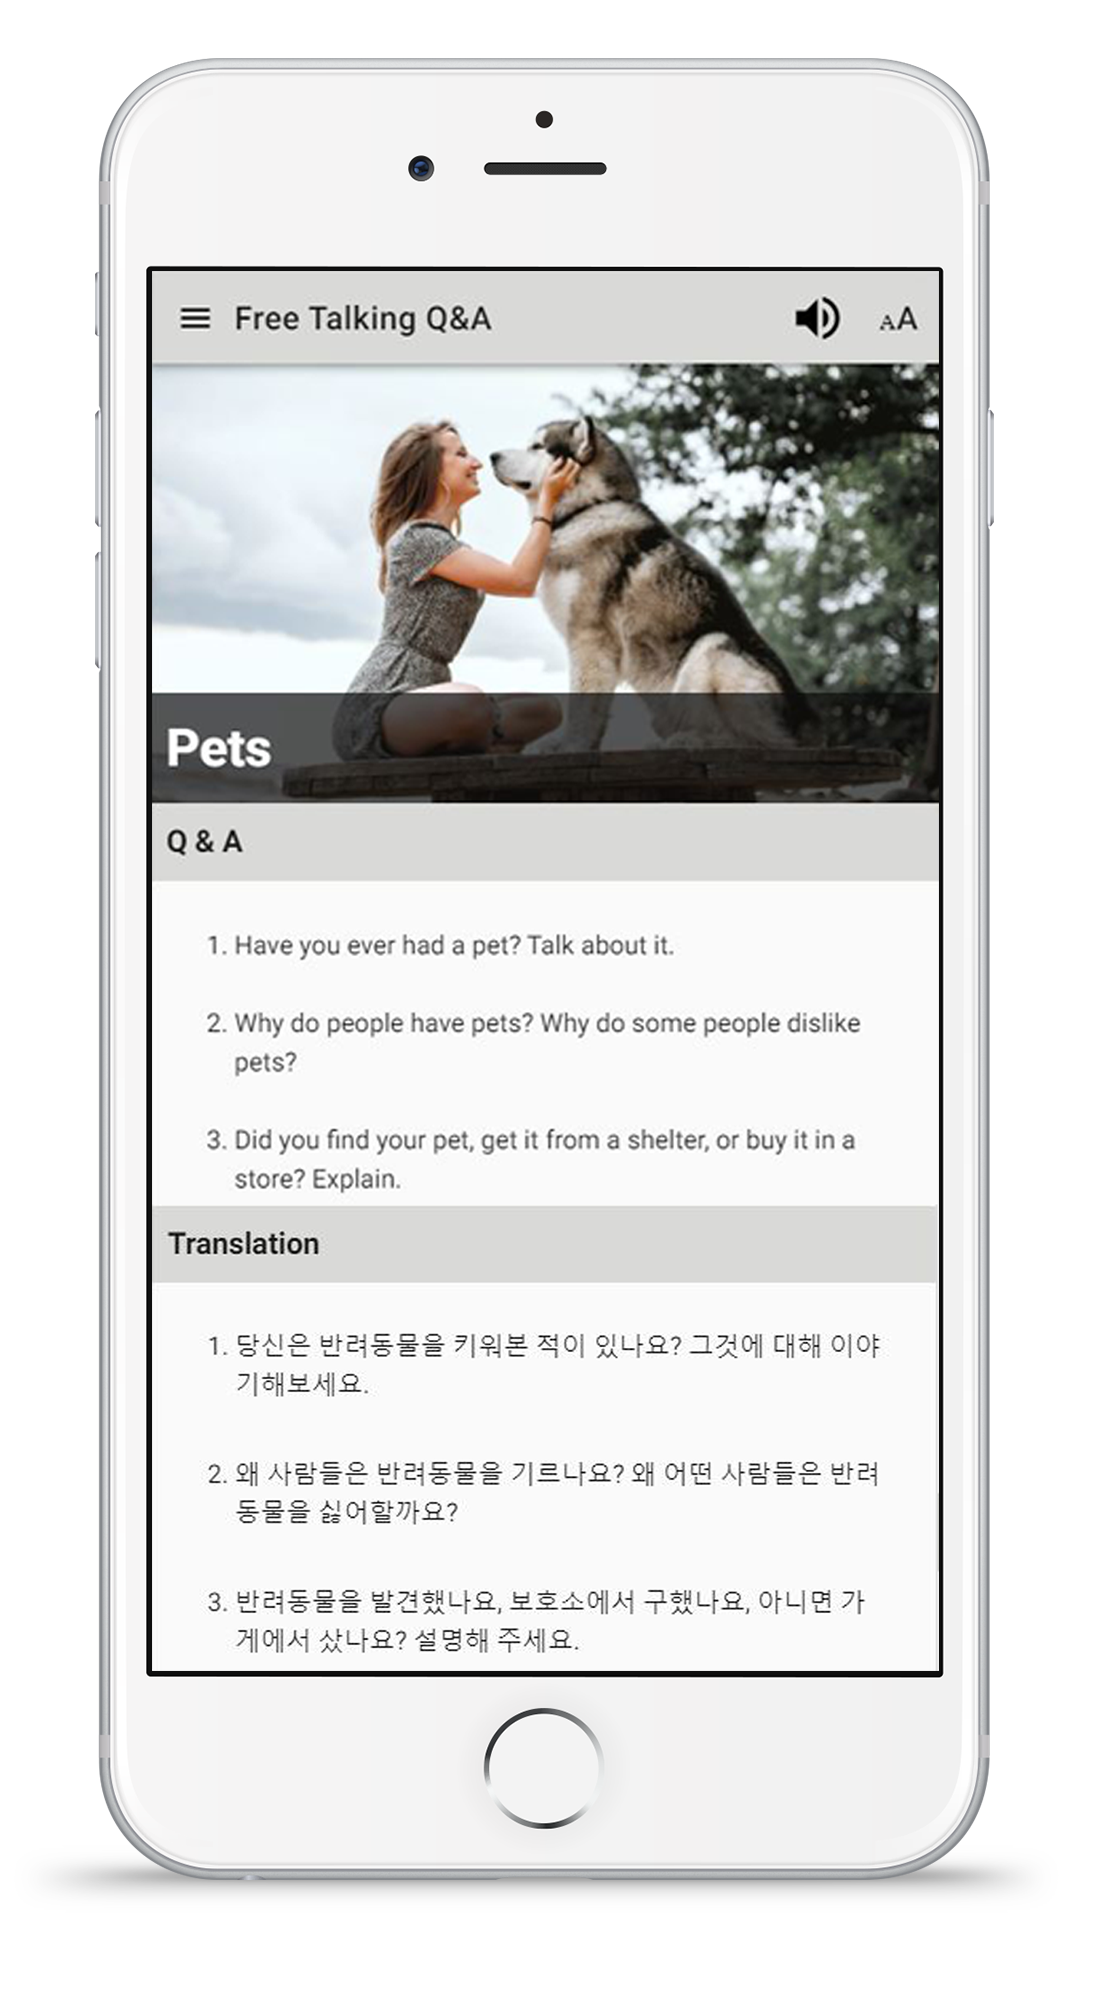 Free Talking Q&A
AA
Pets
Q & A
1. Have you ever had a pet? Talk about it.
2. Why do people have pets? Why do some people dislike
pets?
3. Did you find your pet, get it from a shelter, or buy it in a
store? Explain.
Translation
1. 당신은 반려동물을 키워본 적이 있나요? 그것에 대해 이야
기해보세요.
2. 왜 사람들은 반려동물을 기르나요? 왜 어떤 사람들은 반려
동물을 싫어할까요?
3. 반려동물을 발견했나요, 보호소에서 구했나요, 아니면 가
게에서 샀나요? 설명해 주세요.